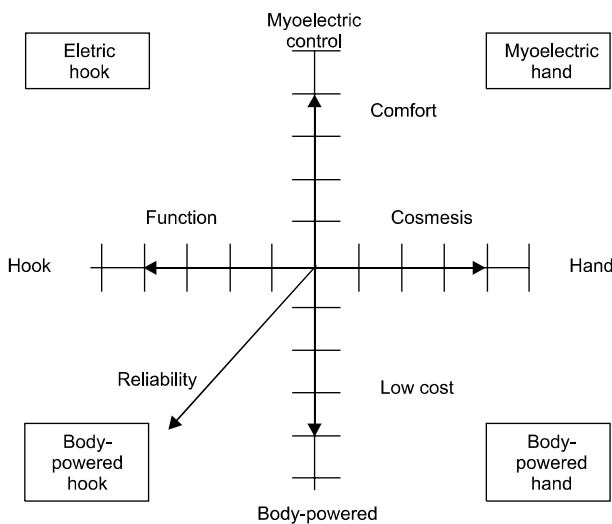 Myoelectric
control
Eletric
hook
Myoelectric
hand
Comfort
Function
Cosmesis
Hook
Hand
Reliability
Low cost
Body-
powered
hook
Body-
powered
hand
Body-powered